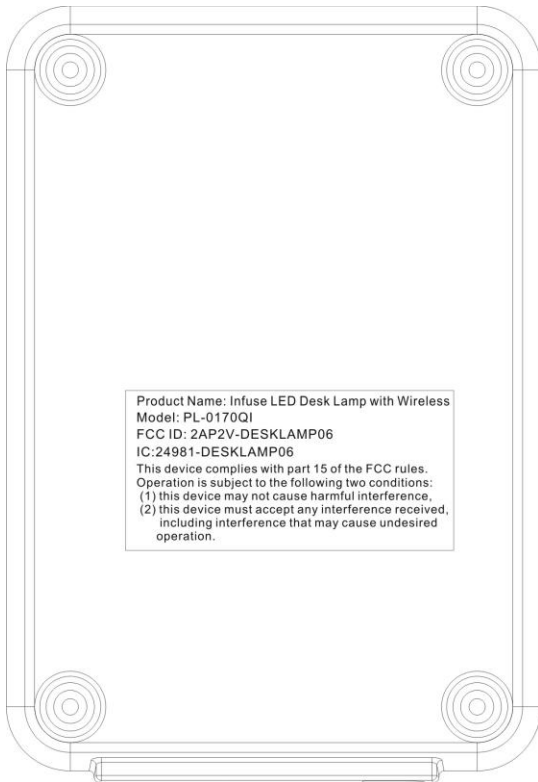 Product Name: Infuse LED Desk Lamp with Wireless
Model: PL-0170QI
FCC ID: 2AP2V-DESKLAMP06
IC:24981-DESKLAMP06
This device complies with part 15 of the FCC rules.
Operation is subject to the following two conditions:
(1) this device may not cause harmful interference,
(2) this device must accept any interference received,
including interference that may cause undesired
operation.